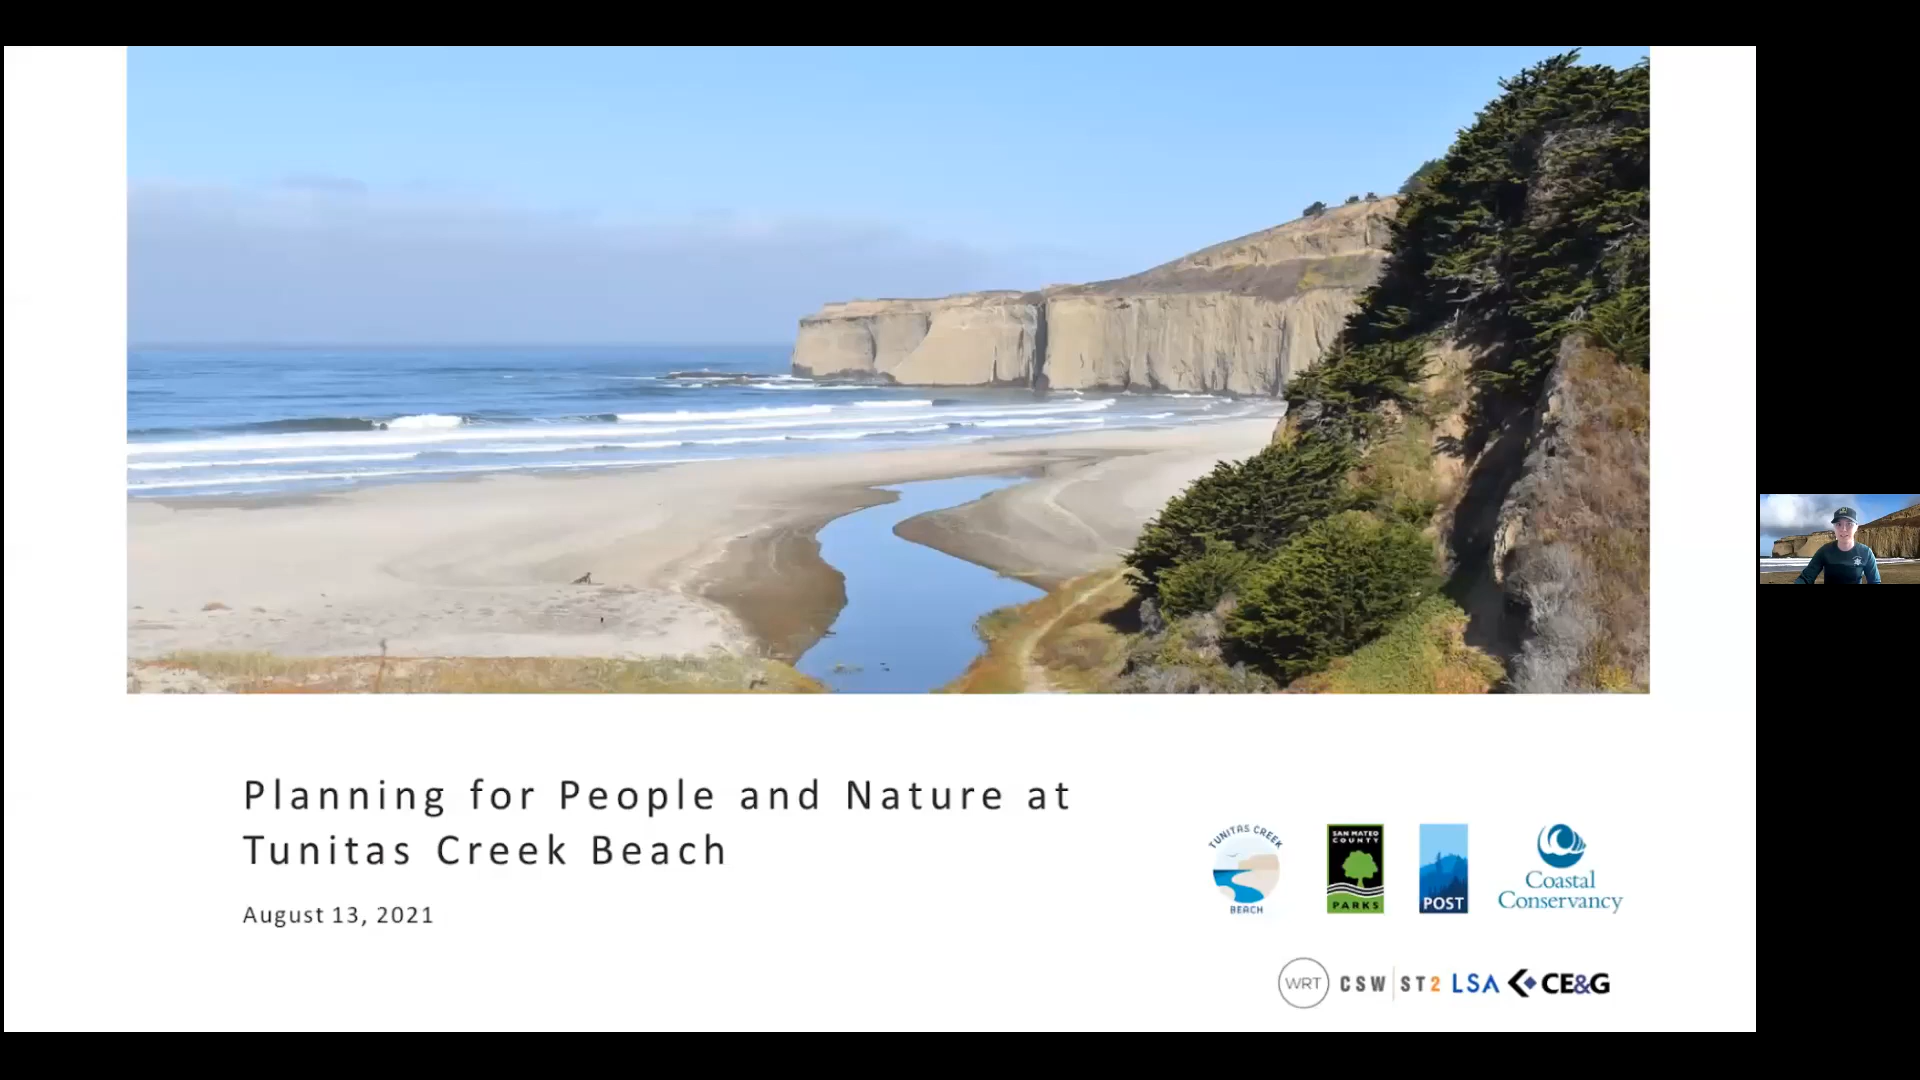 Planning for People and Nature at
Tunitas Creek Beach
August 13, 2021
TUNITAS CREEK
BEACH
SAN MATEO
COUNTY
PARKS
POST
Coastal
Conservancy
WRT
CSW ST2
LSA
CE&G